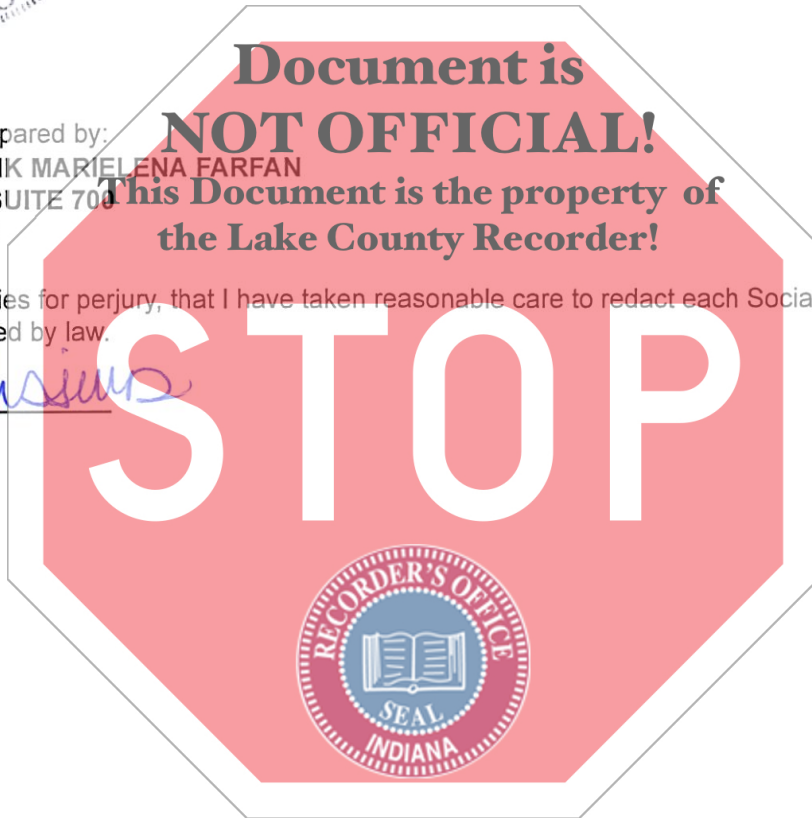 Document is
NOT OFFICIAL!
pared by:
K MARIELENA FARFAN
SUITE 700
This Document is the property of
the Lake County Recorder!
ies for perjury, that I have taken reasonable care to redact each Socia
ed by law.
STOP
RECORDER'S OFFICE
SEAL
INDIANA